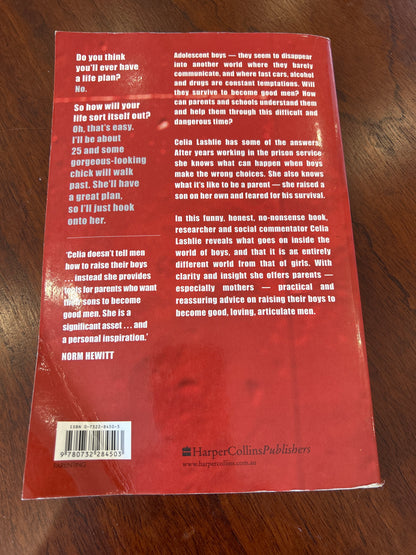 Do you think
you'll ever have
a life plan?
No.
So how will your
life sort itself out?
Oh, that's easy.
I'll be about
25 and some
gorgeous-looking
chick will walk
past. She'll have
a great plan,
so I'll just hook
onto her.
'Celia doesn't tell men
how to raise their boys
. . . instead she provides
tools for parents who want
their sons to become
good men. She is a
significant asset . . . and
a personal inspiration.'
NORM HEWITT
Adolescent boys — they seem to disappear
into another world where they barely
communicate, and where fast cars, alcohol
and drugs are constant temptations. Will
they survive to become good men? How
can parents and schools understand them
and help them through this difficult and
dangerous time?
Celia Lashlie has some of the answers.
After years working in the prison service
she knows what can happen when boys
make the wrong choices. She also knows
what it's like to be a parent — she raised a
son on her own and feared for his survival.
In this funny, honest, no-nonsense book,
researcher and social commentator Celia
Lashlie reveals what goes on inside the
world of boys, and that it is an entirely
different world from that of girls. With
clarity and insight she offers parents —
especially mothers — practical and
reassuring advice on raising their boys to
become good, loving, articulate men.
ISBN 0-7322-8450-5
9 780732 284503
PARENTING
HarperCollinsPublishers
www.harpercollins.com.au